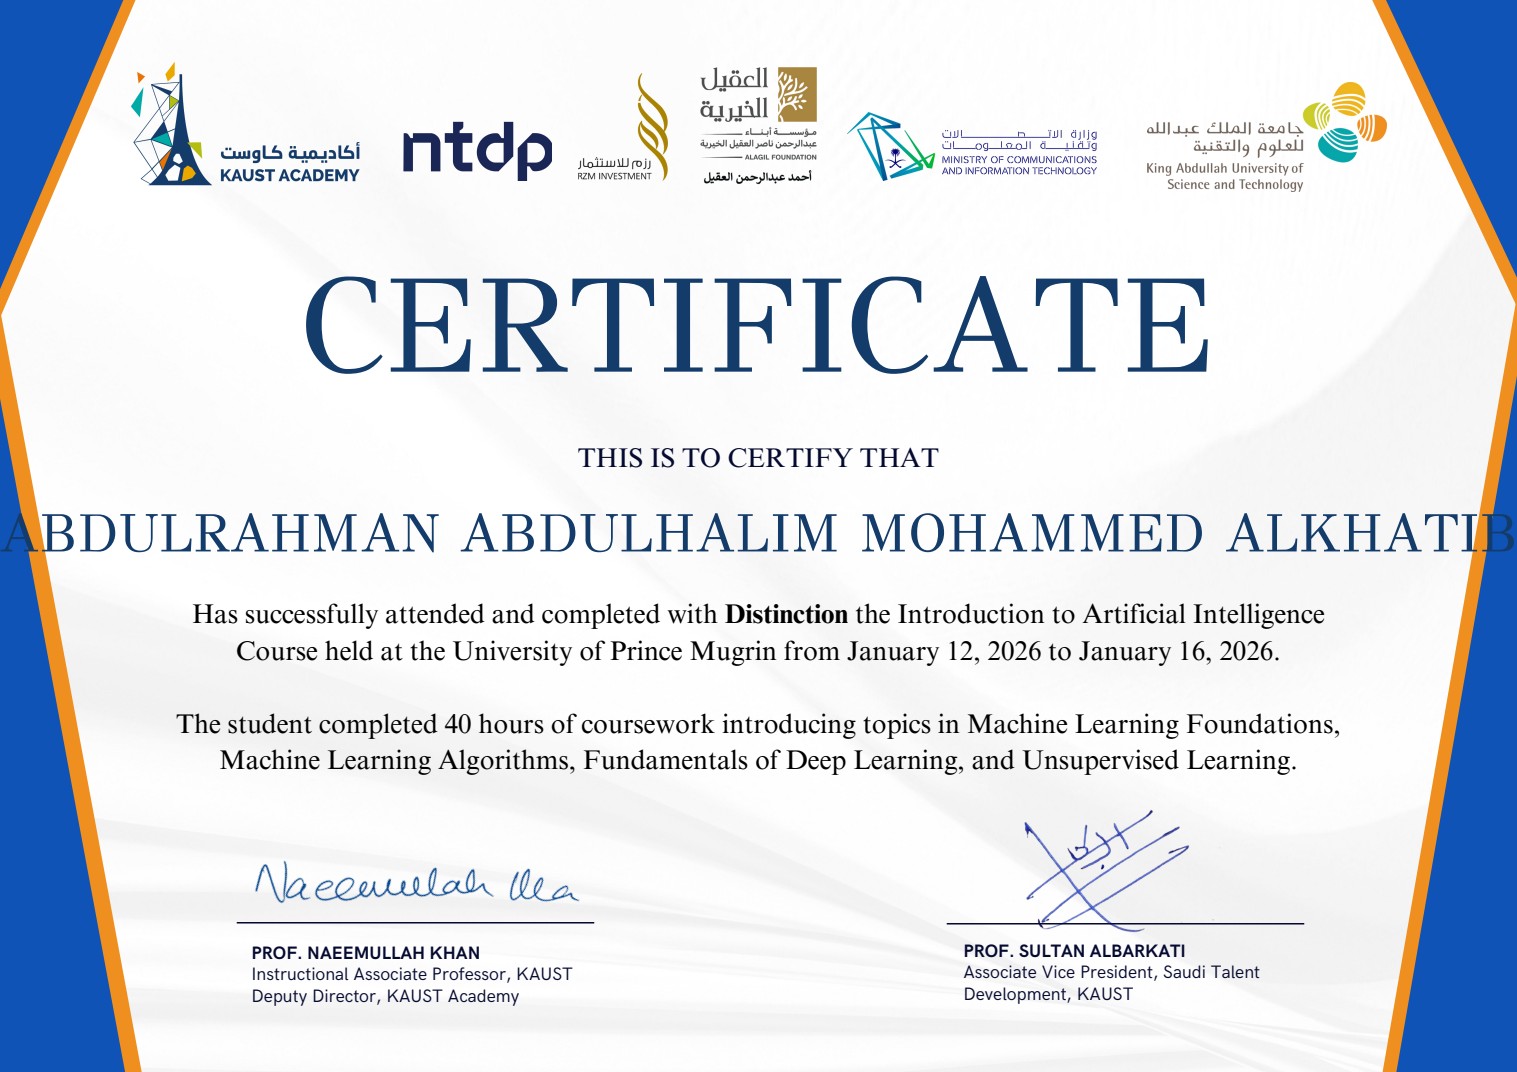 أكاديمية كاوست
KAUST ACADEMY
ntdp
رزم للاستثمار
RZM INVESTMENT
العقيل
الخيرية
مؤسسة أبناء
عبدالرحمن ناصر العقيل الخيرية
ALAGIL FOUNDATION
أحمد عبدالرحمن العقيل
وزارة الاتصالات
وتقنية المعلومات
MINISTRY OF COMMUNICATIONS
AND INFORMATION TECHNOLOGY
جامعة الملك عبدالله
للعلوم والتقنية
King Abdullah University of
Science and Technology
CERTIFICATE
THIS IS TO CERTIFY THAT
ABDULRAHMAN ABDULHALIM MOHAMMED ALKHATIB
Has successfully attended and completed with Distinction the Introduction to Artificial Intelligence
Course held at the University of Prince Mugrin from January 12, 2026 to January 16, 2026.
The student completed 40 hours of coursework introducing topics in Machine Learning Foundations,
Machine Learning Algorithms, Fundamentals of Deep Learning, and Unsupervised Learning.
Naeemullah
PROF. NAEEMULLAH KHAN
Instructional Associate Professor, KAUST
Deputy Director, KAUST Academy
PROF. SULTAN ALBARKATI
Associate Vice President, Saudi Talent
Development, KAUST